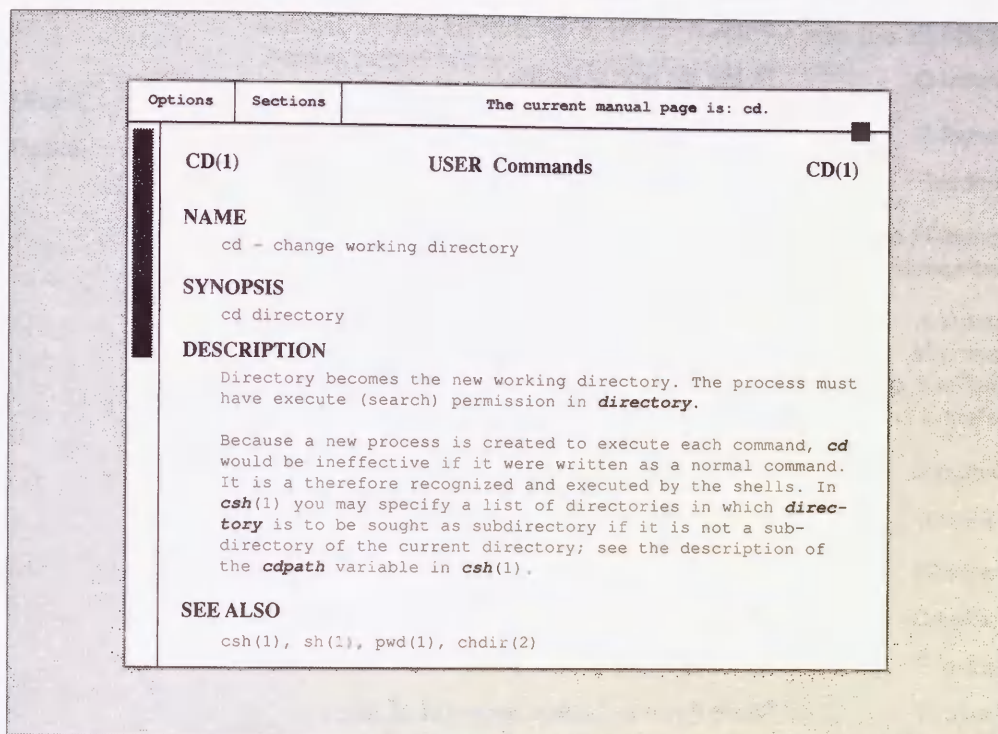 Options Sections The current manual page is: cd.
CD(1) USER Commands CD(1)
NAME
cd - change working directory
SYNOPSIS
cd directory
DESCRIPTION
Directory becomes the new working directory. The process must
have execute (search) permission in directory.
Because a new process is created to execute each command, cd
would be ineffective if it were written as a normal command.
It is a therefore recognized and executed by the shells. In
csh(1) you may specify a list of directories in which direc-
tory is to be sought as subdirectory if it is not a sub-
directory of the current directory; see the description of
the cdpath variable in csh(1).
SEE ALSO
csh(1), sh(1), pwd(1), chdir(2)